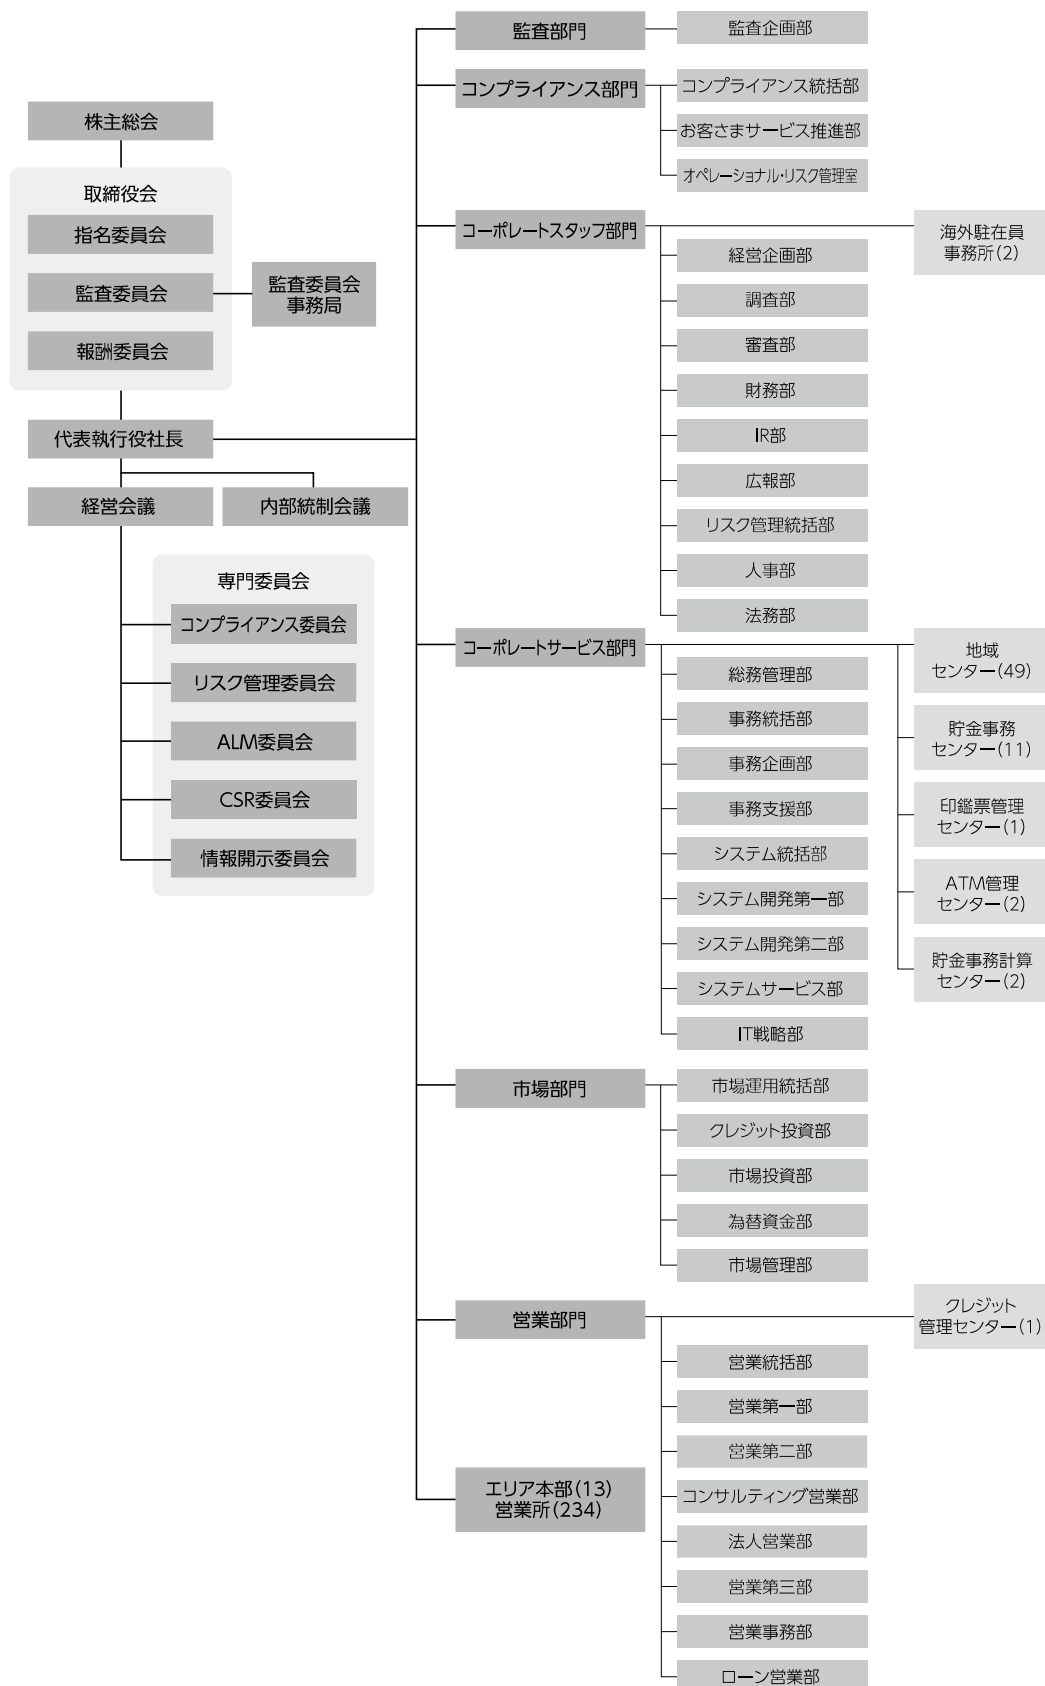 株主総会
取締役会
指名委員会
監査委員会
監査委員会
事務局
報酬委員会
代表執行役社長
経営会議
内部統制会議
専門委員会
コンプライアンス委員会
リスク管理委員会
ALM委員会
CSR委員会
情報開示委員会
監査部門
監査企画部
コンプライアンス部門
コンプライアンス統括部
お客さまサービス推進部
オペレーショナル・リスク管理室
コーポレートスタッフ部門
海外駐在員
事務所(2)
経営企画部
調査部
審査部
財務部
IR部
広報部
リスク管理統括部
人事部
法務部
コーポレートサービス部門
総務管理部
事務統括部
事務企画部
事務支援部
システム統括部
システム開発第一部
システム開発第二部
システムサービス部
IT戦略部
地域
センター(49)
貯金事務
センター(11)
印鑑票管理
センター(1)
ATM管理
センター(2)
貯金事務計算
センター(2)
市場部門
市場運用統括部
クレジット投資部
市場投資部
為替資金部
市場管理部
営業部門
クレジット
管理センター(1)
営業統括部
営業第一部
営業第二部
コンサルティング営業部
法人営業部
営業第三部
営業事務部
ローン営業部
エリア本部(13)
営業所(234)